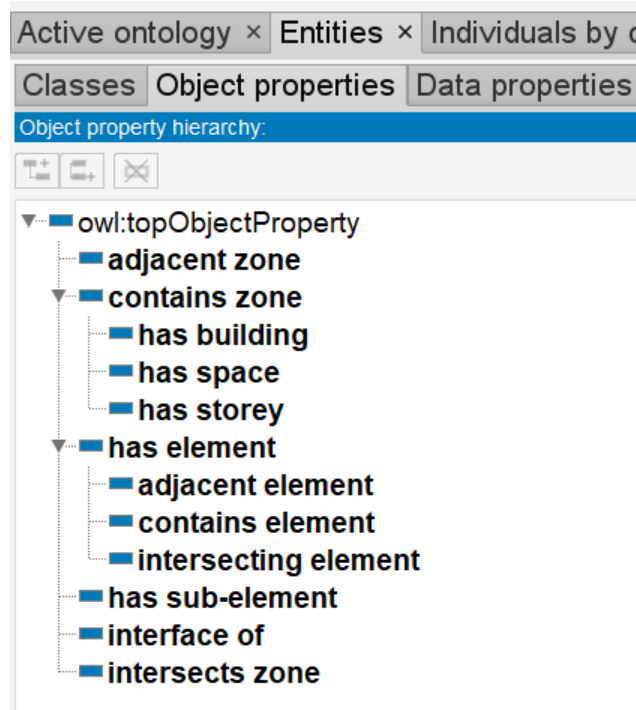 Active ontology × Entities × Individuals by
Classes Object properties Data properties
Object property hierarchy:
owl:topObjectProperty
adjacent zone
contains zone
has building
has space
has storey
has element
adjacent element
contains element
intersecting element
has sub-element
interface of
intersects zone